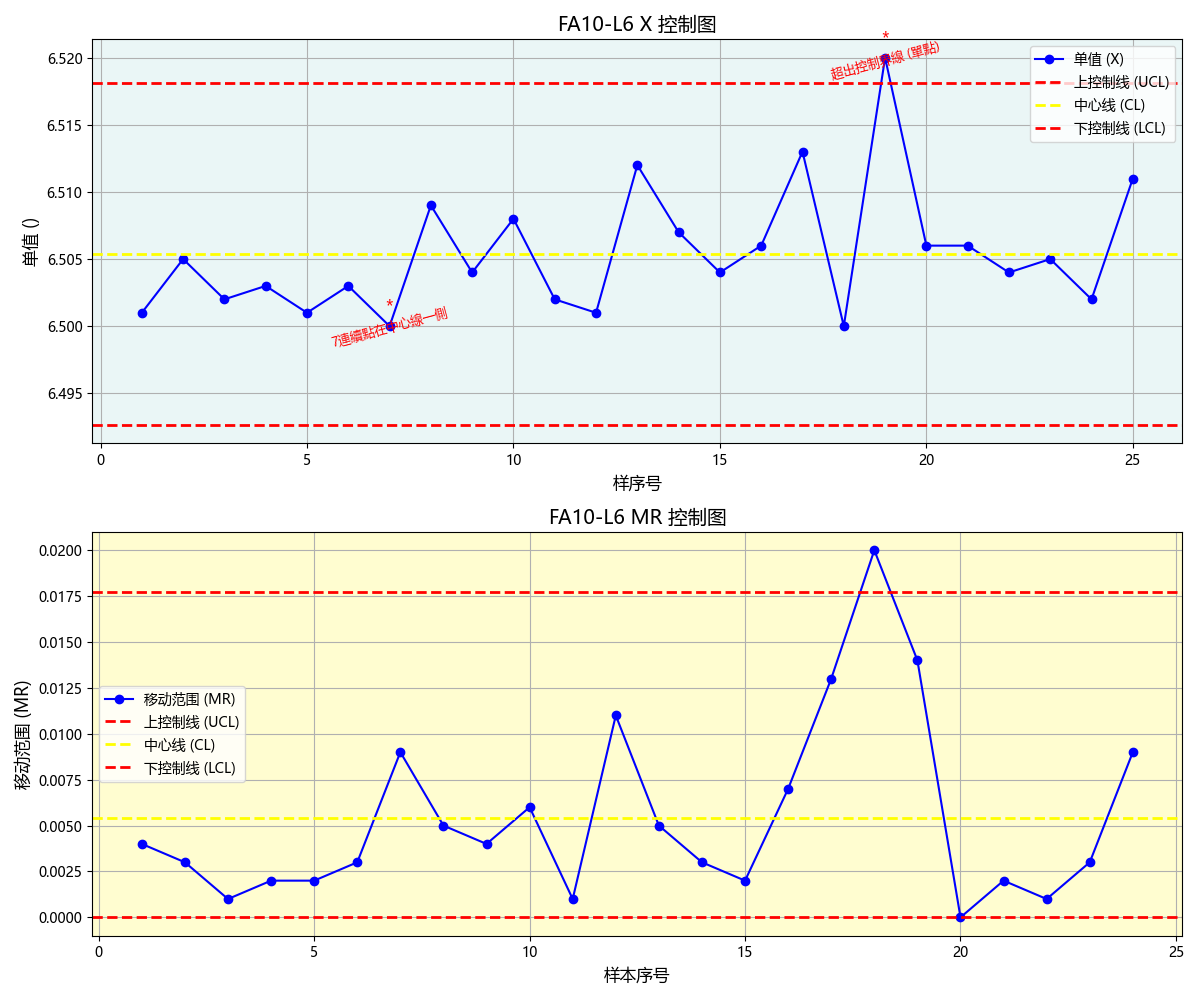 FA10-L6 X 控制图
6.520
6.515
6.510
6.505
6.500
6.495
单值 ()
*
超出控制界線 (單點)
*
7連續點在中心線一側
单值 (X)
上控制线 (UCL)
中心线 (CL)
下控制线 (LCL)
0 5 10 15 20 25
样序号
FA10-L6 MR 控制图
0.0200
0.0175
0.0150
0.0125
0.0100
0.0075
0.0050
0.0025
0.0000
移动范围 (MR)
移动范围 (MR)
上控制线 (UCL)
中心线 (CL)
下控制线 (LCL)
0 5 10 15 20 25
样本序号